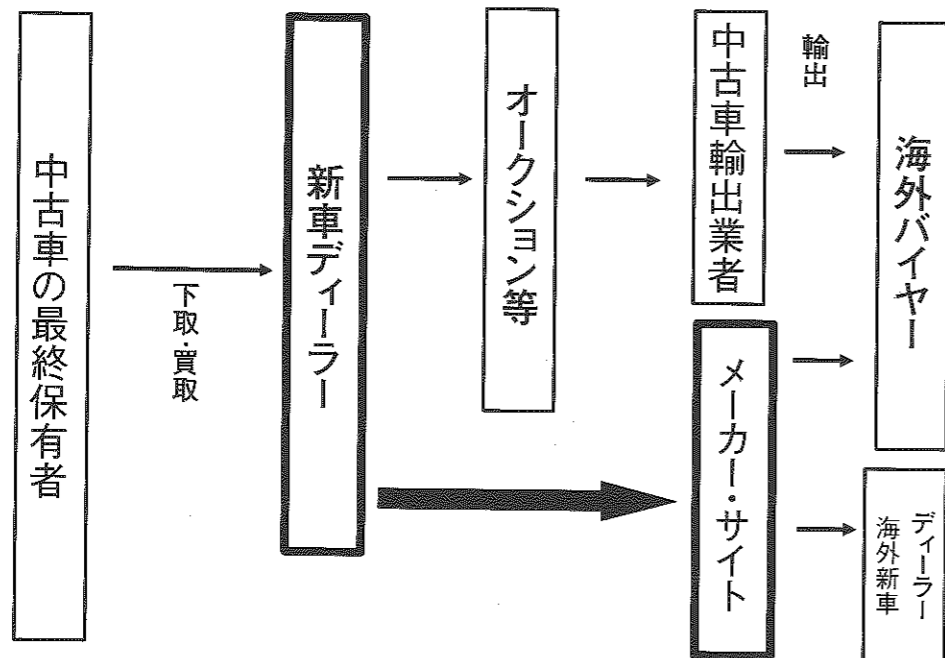 中古車の最終保有者
下取・買取
新車ディーラー
オークション等
中古車輸出業者
輸出
海外バイヤー
メーカー・サイト
海外新車
ディーラー